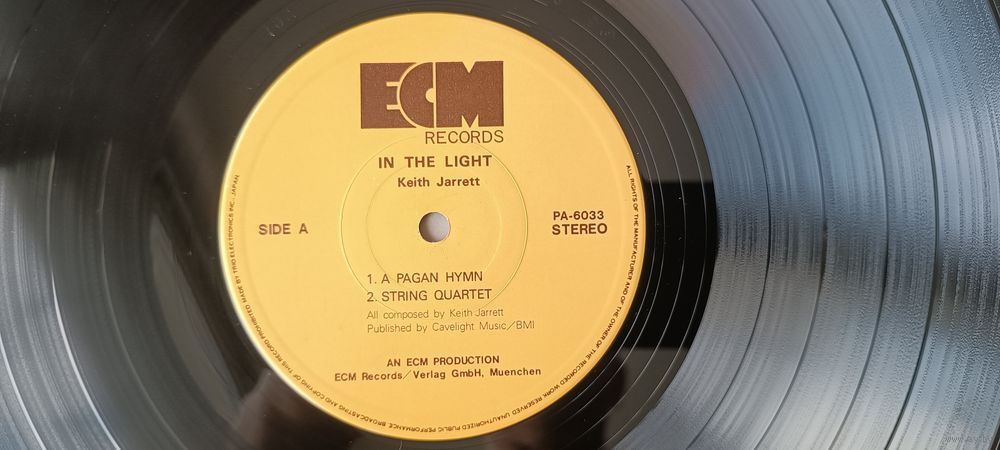 ECM
RECORDS
IN THE LIGHT
Keith Jarrett
SIDE A
PA-6033
STEREO
1. A PAGAN HYMN
2. STRING QUARTET
All composed by Keith Jarrett
Published by Cavelight Music/BMI
AN ECM PRODUCTION
ECM Records/Verlag GmbH, Muenchen
ALL RIGHTS OF THE MANUFACTURER AND OF THE OWNER OF THE RECORDED WORK RESERVED UNAUTHORIZED PUBLIC PERFORMANCE BROADCASTING AND COPYING OF THIS RECORD PROHIBITED MADE BY TRIO ELECTRONICS INC., JAPAN